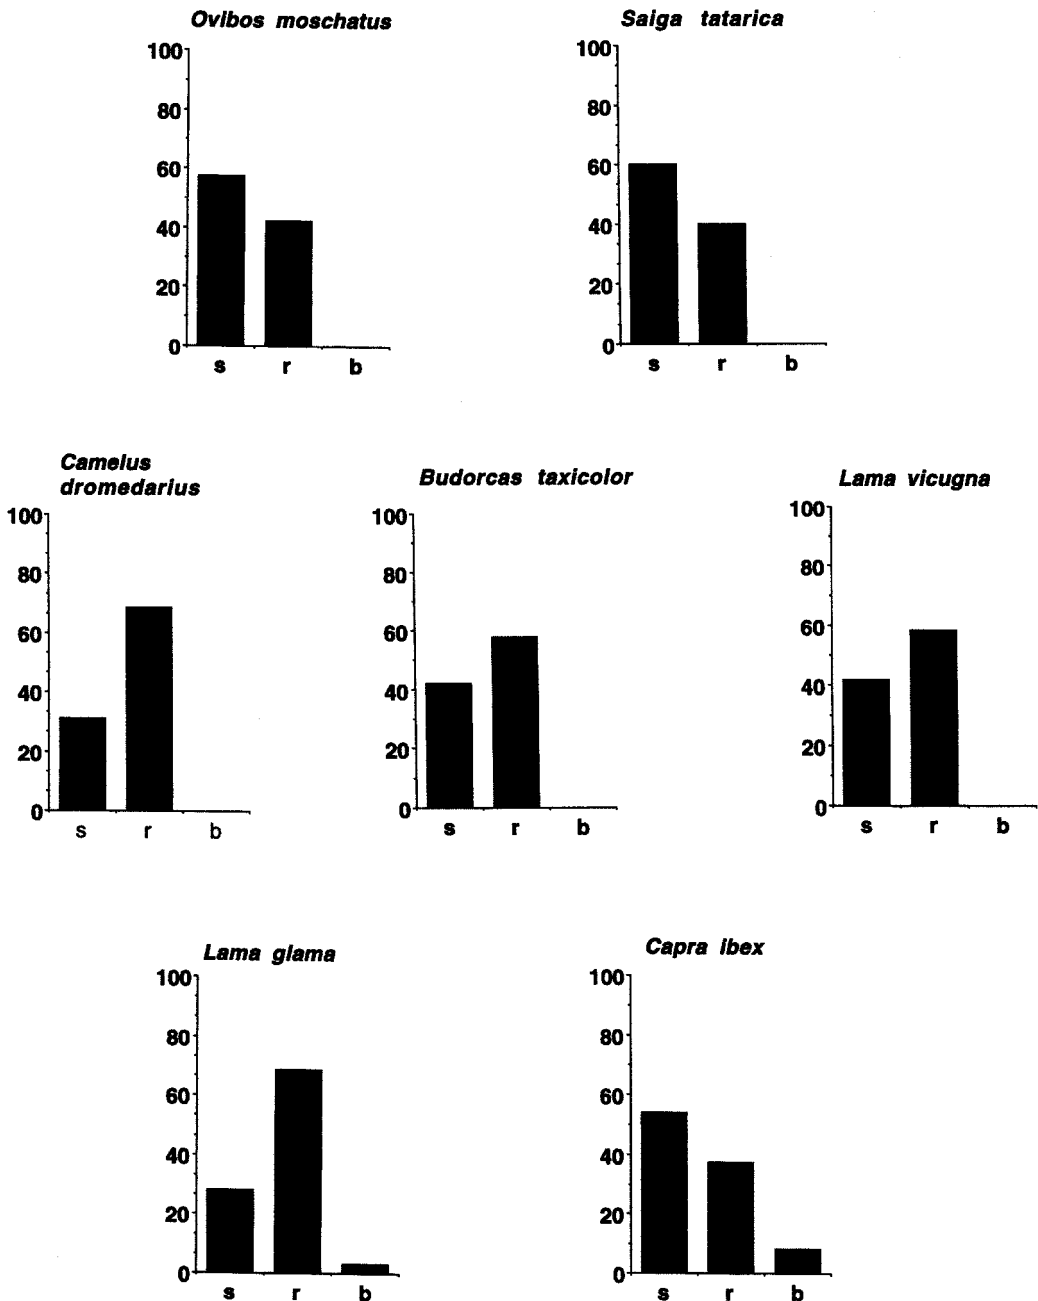 Ovibos moschatus
100
80
60
40
20
0
s r b
Saiga tatarica
100
80
60
40
20
0
s r b
Camelus
dromedarius
100
80
60
40
20
0
s r b
Budorcas taxicolor
100
80
60
40
20
0
s r b
Lama vicugna
100
80
60
40
20
0
s r b
Lama glama
100
80
60
40
20
0
s r b
Capra ibex
100
80
60
40
20
0
s r b